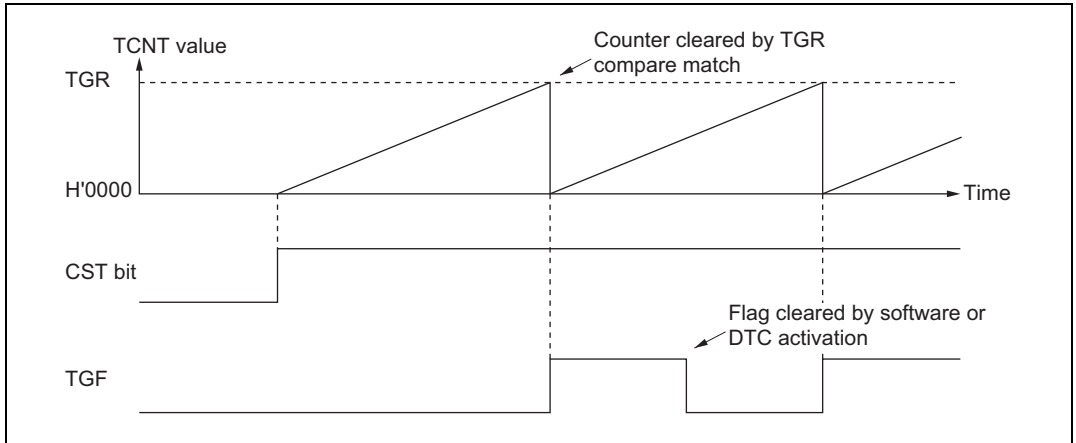 TCNT value
Counter cleared by TGR
compare match
TGR
H'0000
Time
CST bit
Flag cleared by software or
DTC activation
TGF